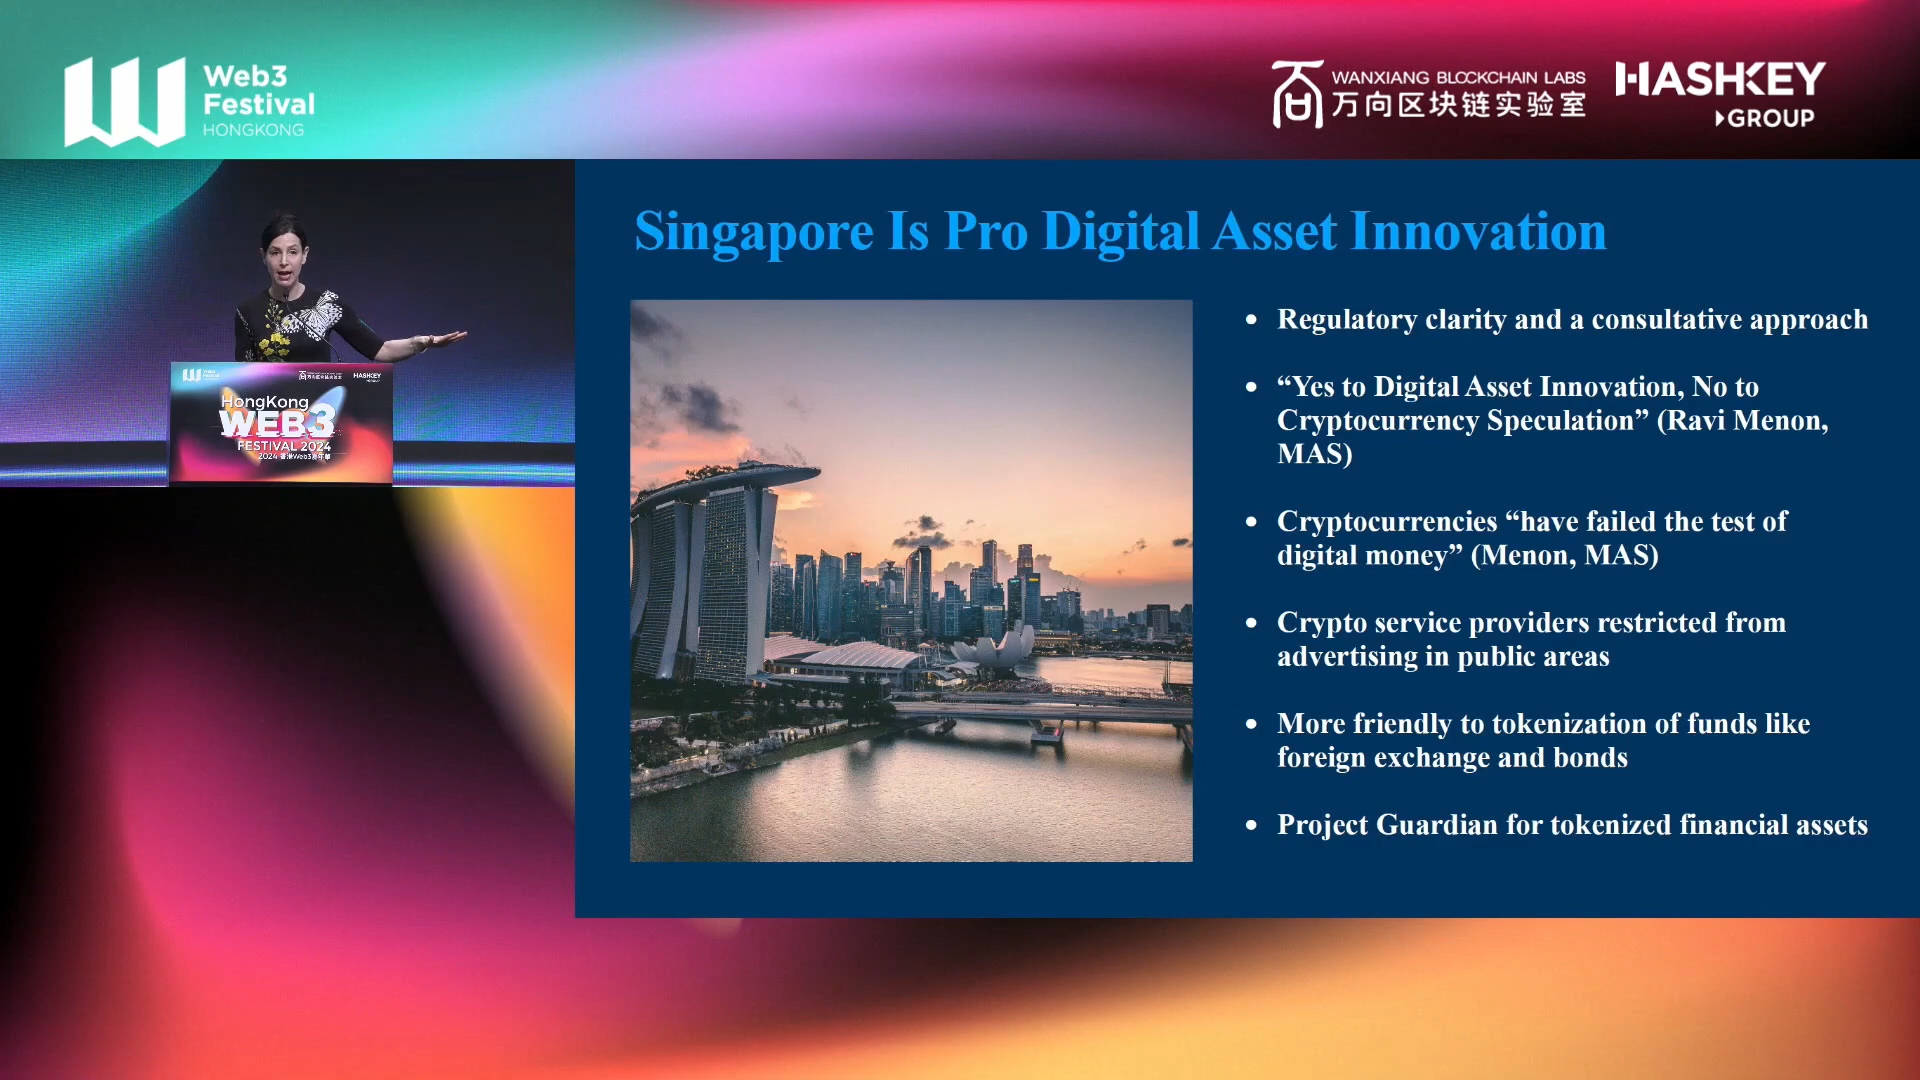 Web3
Festival
HONGKONG
WANXIANG BLOCKCHAIN LABS
万向区块链实验室
HASHKEY
GROUP
Singapore Is Pro Digital Asset Innovation
• Regulatory clarity and a consultative approach
• “Yes to Digital Asset Innovation, No to
Cryptocurrency Speculation” (Ravi Menon,
MAS)
• Cryptocurrencies “have failed the test of
digital money” (Menon, MAS)
• Crypto service providers restricted from
advertising in public areas
• More friendly to tokenization of funds like
foreign exchange and bonds
• Project Guardian for tokenized financial assets
HASHKEY
HongKong
WEB3
FESTIVAL 2024
2024 香港Web3嘉年华